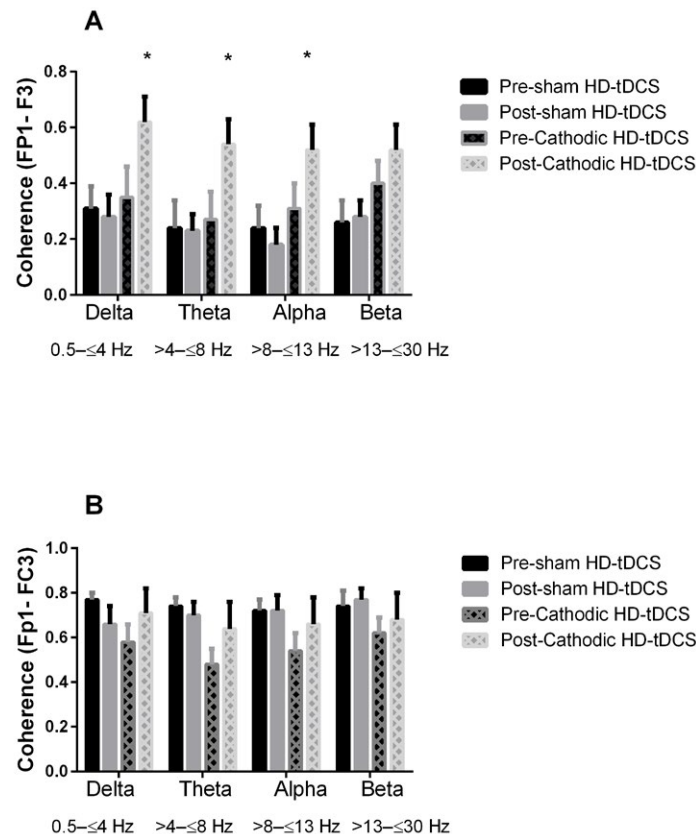 A
* * *
Coherence (FP1- F3)
0.8
0.6
0.4
0.2
0.0
Delta Theta Alpha Beta
0.5–≤4 Hz >4–≤8 Hz >8–≤13 Hz >13–≤30 Hz
Pre-sham HD-tDCS
Post-sham HD-tDCS
Pre-Cathodic HD-tDCS
Post-Cathodic HD-tDCS
B
Coherence (Fp1- FC3)
1.0
0.8
0.6
0.4
0.2
0.0
Delta Theta Alpha Beta
0.5–≤4 Hz >4–≤8 Hz >8–≤13 Hz >13–≤30 Hz
Pre-sham HD-tDCS
Post-sham HD-tDCS
Pre-Cathodic HD-tDCS
Post-Cathodic HD-tDCS